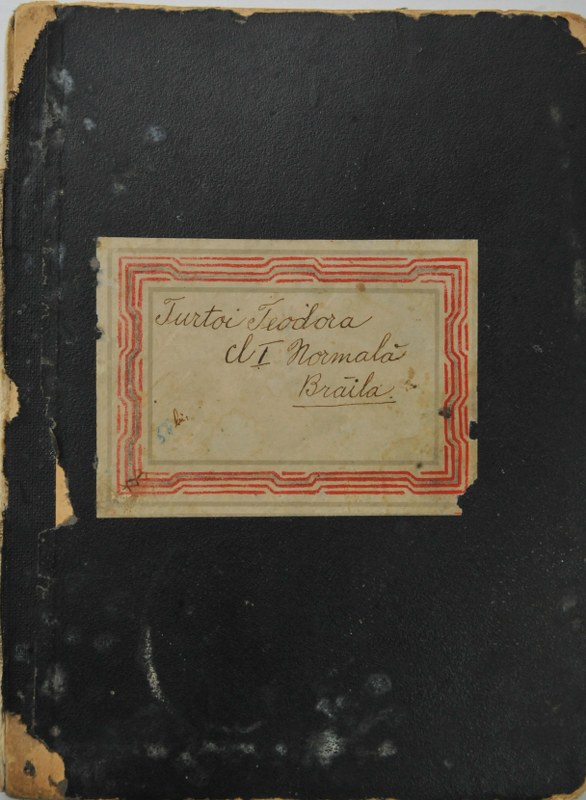 Turtoi Teodora
cl I Normală
Brăila.